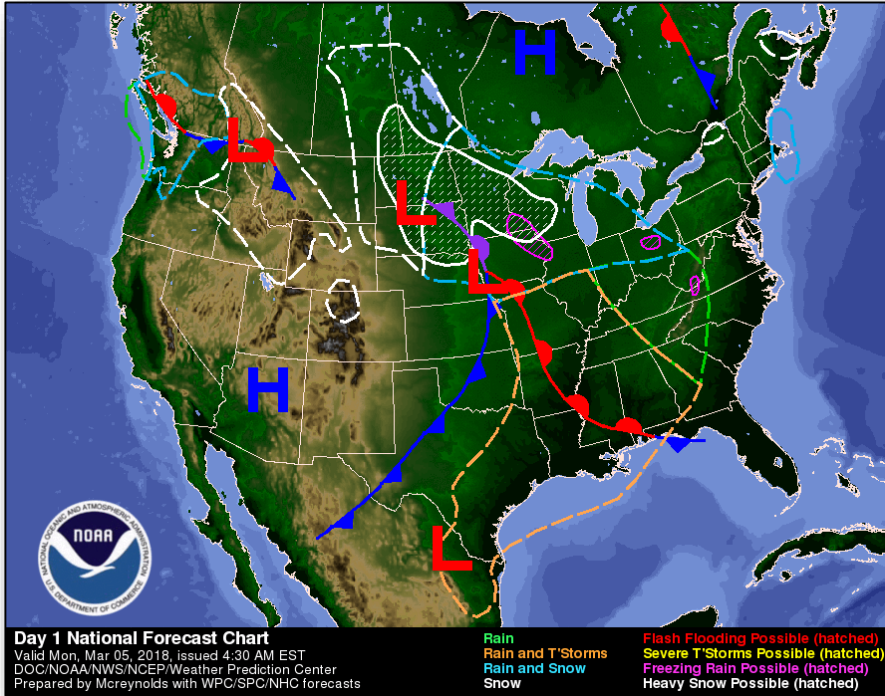 H
L
L
L
H
L
NATIONAL OCEANIC AND ATMOSPHERIC ADMINISTRATION
NOAA
U.S. DEPARTMENT OF COMMERCE
Day 1 National Forecast Chart
Valid Mon, Mar 05, 2018, issued 4:30 AM EST
DOC/NOAA/NWS/NCEP/Weather Prediction Center
Prepared by Mcreynolds with WPC/SPC/NHC forecasts
Rain
Rain and T'Storms
Rain and Snow
Snow
Flash Flooding Possible (hatched)
Severe T'Storms Possible (hatched)
Freezing Rain Possible (hatched)
Heavy Snow Possible (hatched)